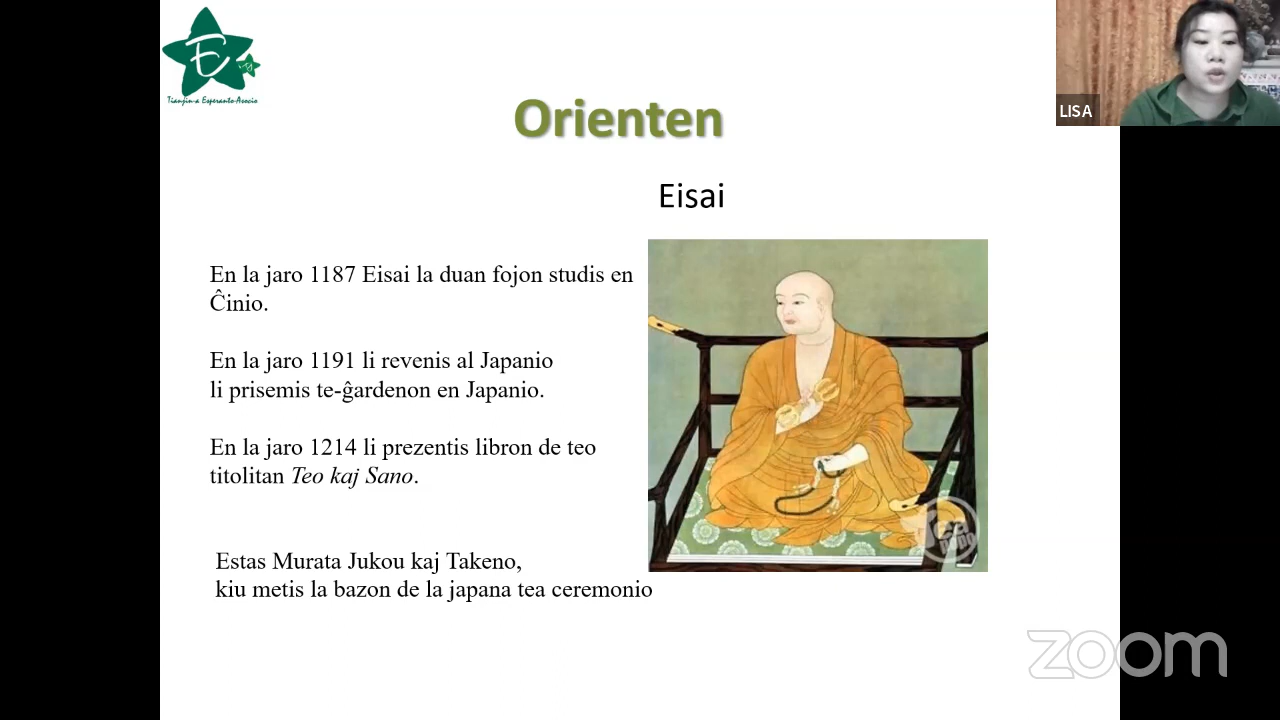 E
Tianjin-a Esperanto-Asocio
LISA
Orienten
Eisai
En la jaro 1187 Eisai la duan fojon studis en
Ĉinio.
En la jaro 1191 li revenis al Japanio
li prisemis te-ĝardenon en Japanio.
En la jaro 1214 li prezentis libron de teo
titolitan Teo kaj Sano.
Estas Murata Jukou kaj Takeno,
kiu metis la bazon de la japana tea ceremonio
zoom